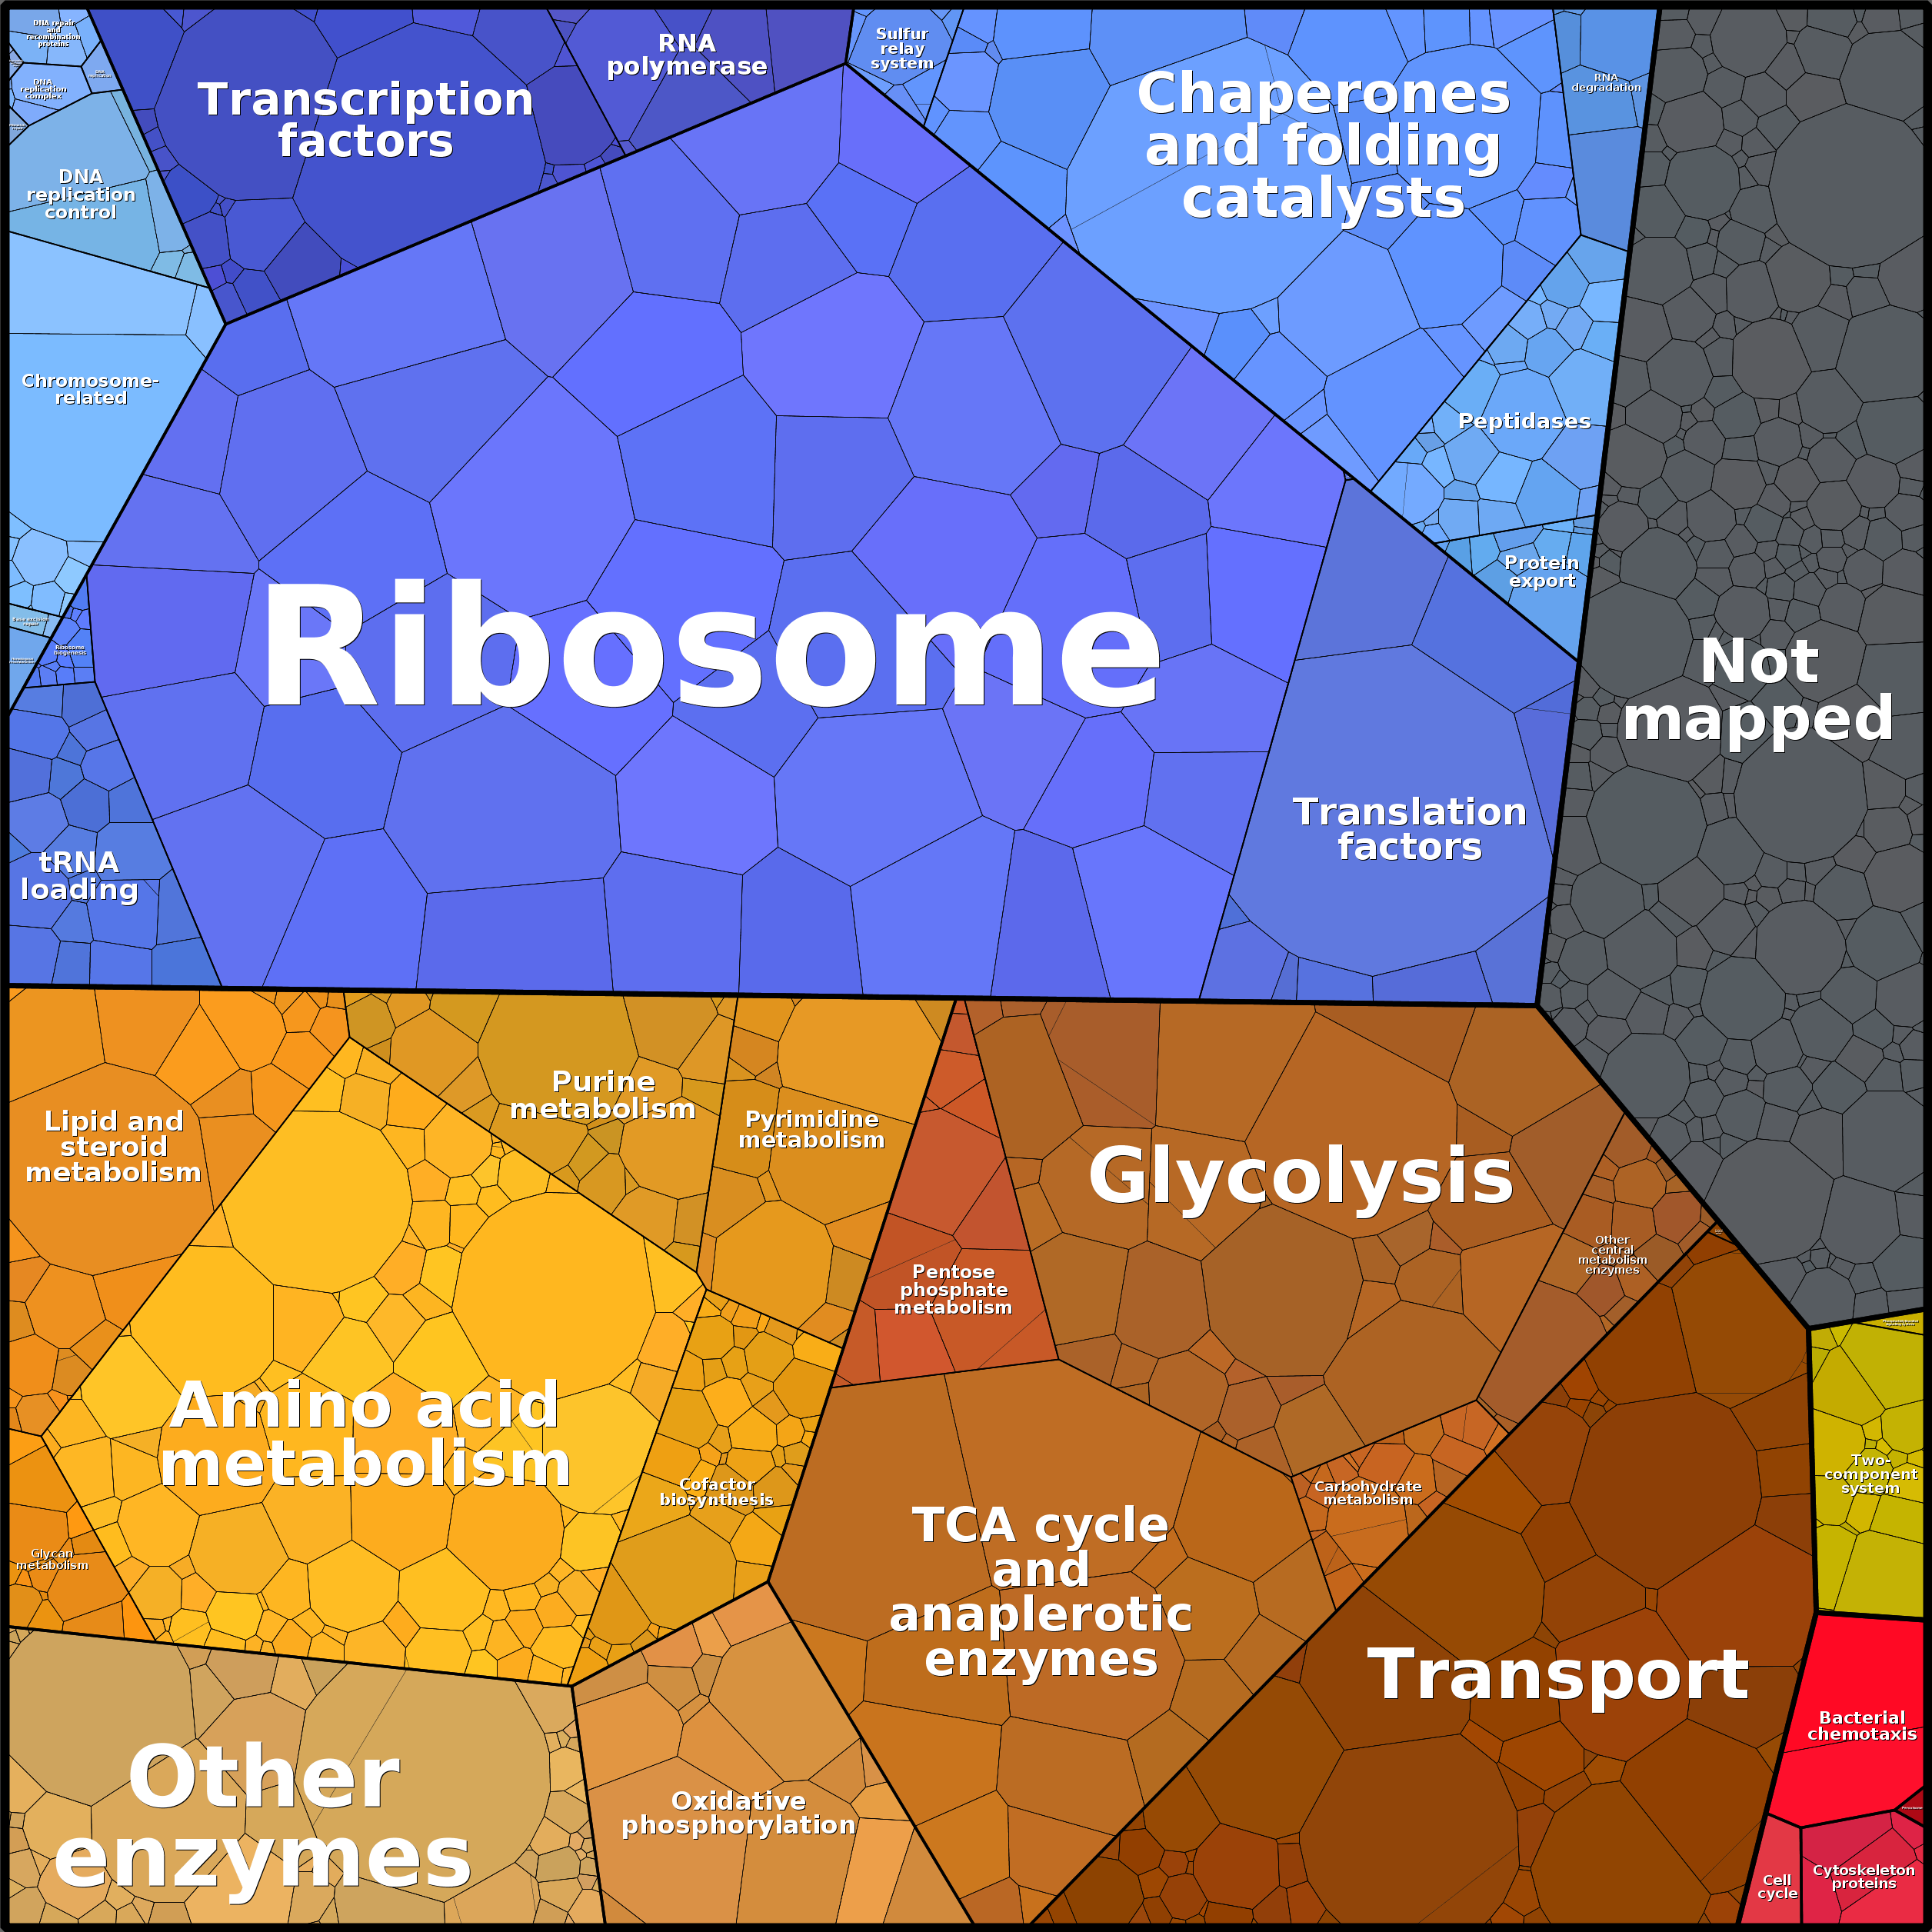 DNA repair
and
recombination
proteins
DNA
replication
complex
DNA
replication
control
Chromosome-
related
Ribosome
biogenesis
tRNA
loading
Transcription
factors
RNA
polymerase
Sulfur
relay
system
Chaperones
and folding
catalysts
RNA
degradation
Peptidases
Protein
export
Ribosome
Translation
factors
Not
mapped
Lipid and
steroid
metabolism
Purine
metabolism
Pyrimidine
metabolism
Amino acid
metabolism
Cofactor
biosynthesis
Glycan
metabolism
Other
enzymes
Oxidative
phosphorylation
Pentose
phosphate
metabolism
Glycolysis
Other
central
metabolism
enzymes
TCA cycle
and
anaplerotic
enzymes
Carbohydrate
metabolism
Transport
Two-
component
system
Bacterial
chemotaxis
Cell
cycle
Cytoskeleton
proteins